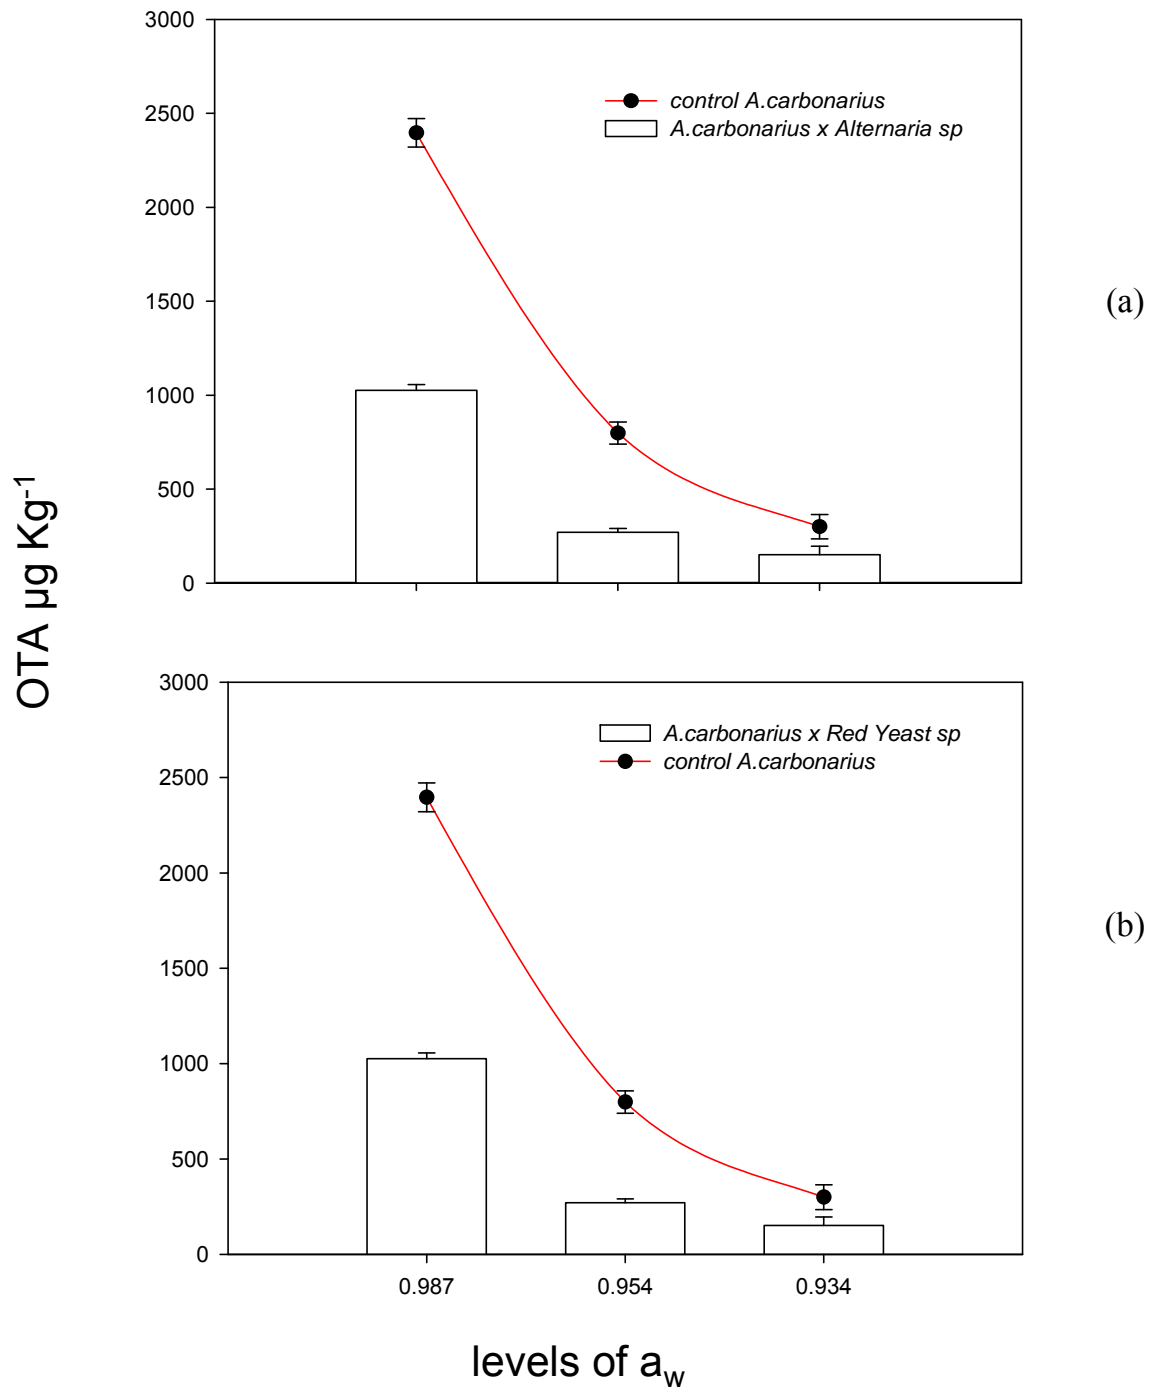 3000
2500
2000
1500
1000
500
0
control A.carbonarius
A.carbonarius x Alternaria sp
(a)
OTA µg Kg-1
3000
2500
2000
1500
1000
500
0
A.carbonarius x Red Yeast sp
control A.carbonarius
(b)
0.987 0.954 0.934
levels of aw